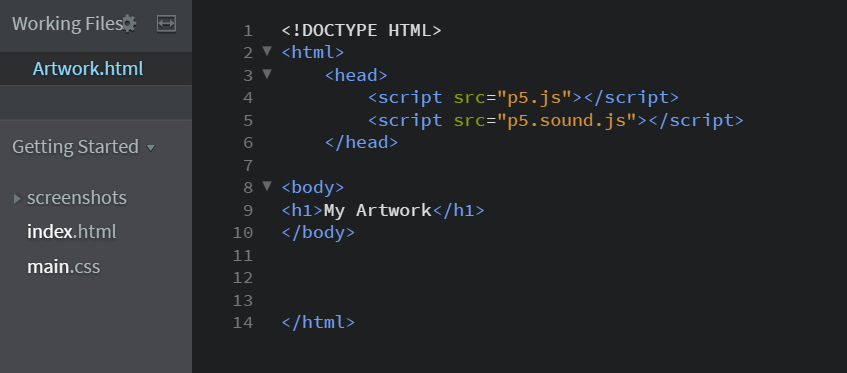 Working Files
Artwork.html
Getting Started
screenshots
index.html
main.css
1 <!DOCTYPE HTML>
2 <html>
3 <head>
4 <script src="p5.js"></script>
5 <script src="p5.sound.js"></script>
6 </head>
7
8 <body>
9 <h1>My Artwork</h1>
10 </body>
11
12
13
14 </html>